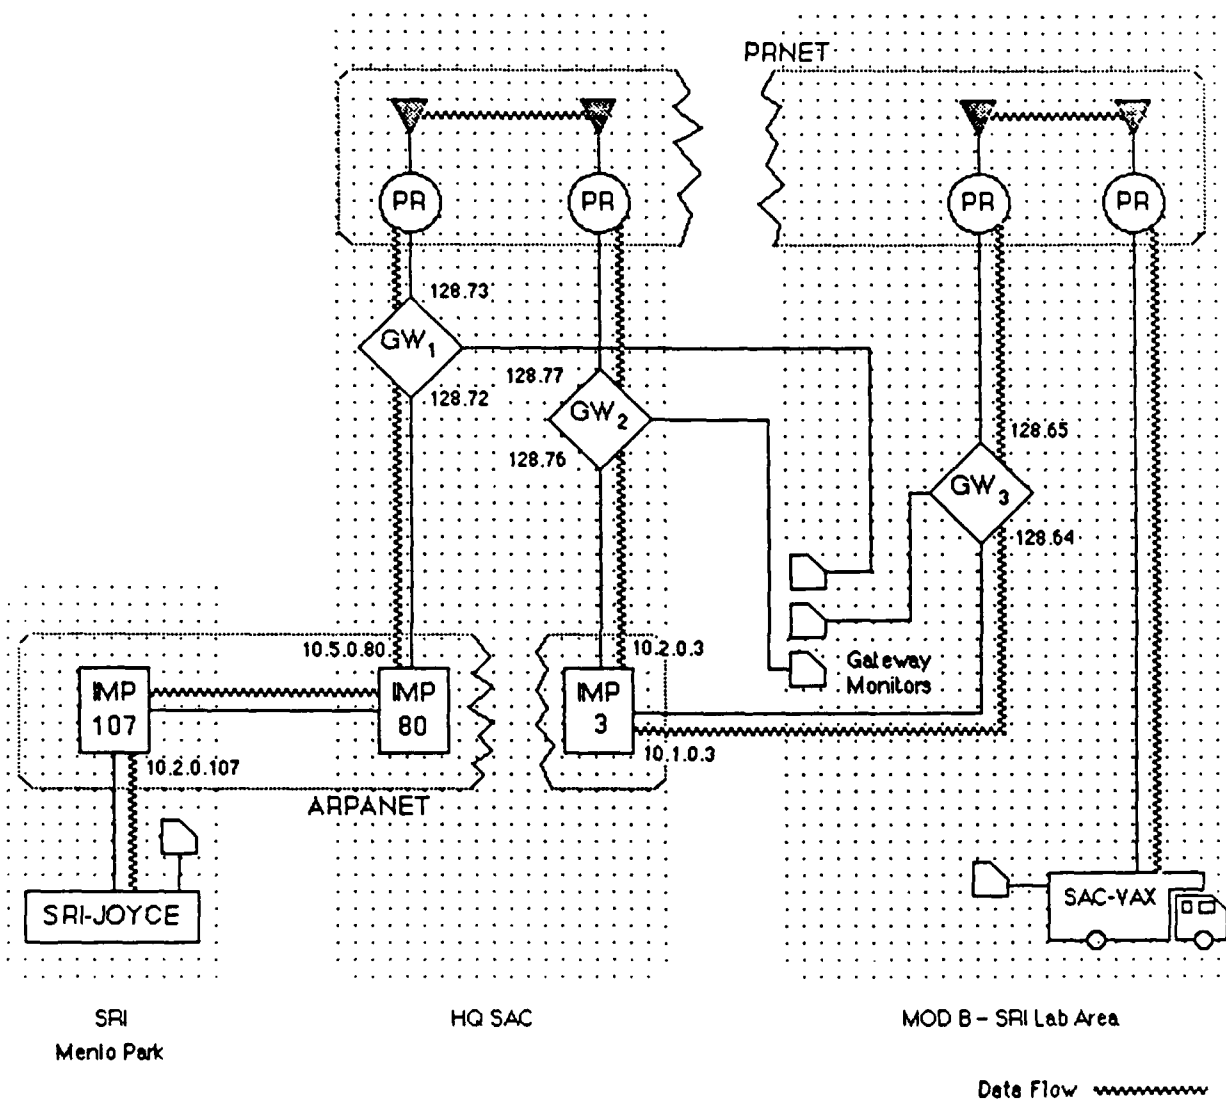 PRNET
PR
PR
PR
PR
128.73
GW1
128.72
128.77
GW2
128.76
128.65
GW3
128.64
10.5.0.80
10.2.0.3
Gateway
Monitors
IMP
107
IMP
80
IMP
3
10.2.0.107
10.1.0.3
ARPANET
SRI-JOYCE
SAC-VAX
SRI
Menlo Park
HQ SAC
MOD B - SRI Lab Area
Data Flow